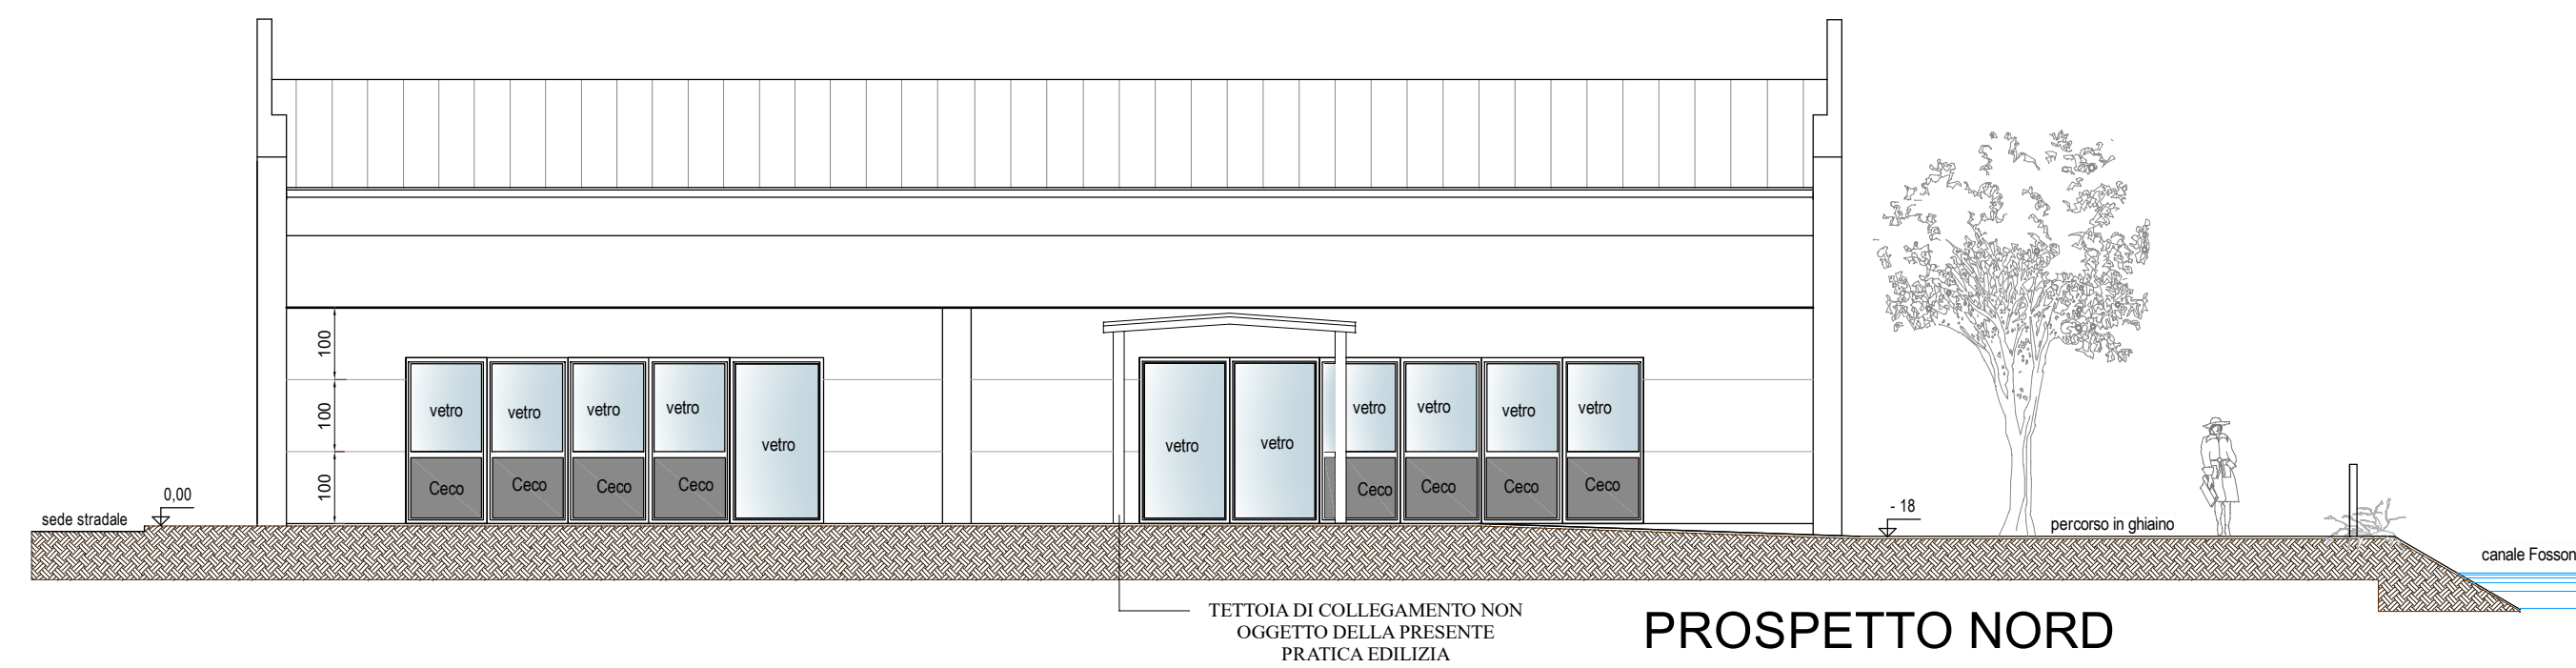 100
100
100
vetro
vetro
vetro
vetro
vetro
Ceco
Ceco
Ceco
Ceco
vetro
vetro
vetro
vetro
vetro
vetro
Ceco
Ceco
Ceco
Ceco
0,00
sede stradale
- 18
percorso in ghiaino
canale Fosson
TETTOIA DI COLLEGAMENTO NON
OGGETTO DELLA PRESENTE
PRATICA EDILIZIA
PROSPETTO NORD